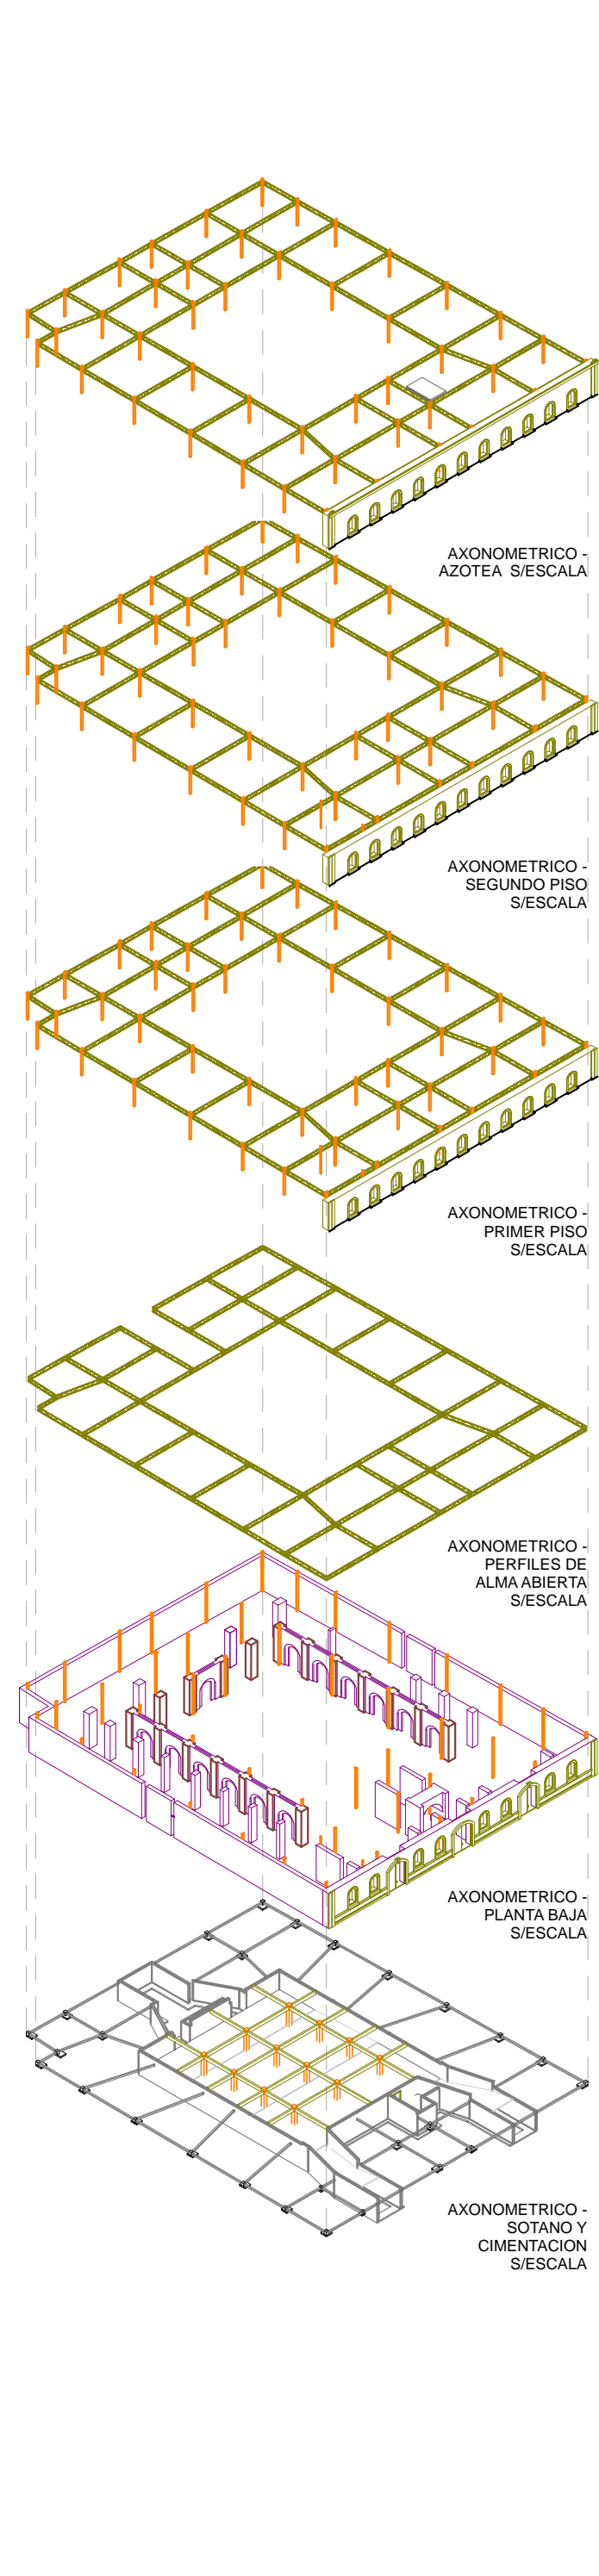 AXONOMETRICO -
AZOTEA S/ESCALA
AXONOMETRICO -
SEGUNDO PISO
S/ESCALA
AXONOMETRICO -
PRIMER PISO
S/ESCALA
AXONOMETRICO -
PERFILES DE
ALMA ABIERTA
S/ESCALA
AXONOMETRICO -
PLANTA BAJA
S/ESCALA
AXONOMETRICO -
SOTANO Y
CIMENTACION
S/ESCALA